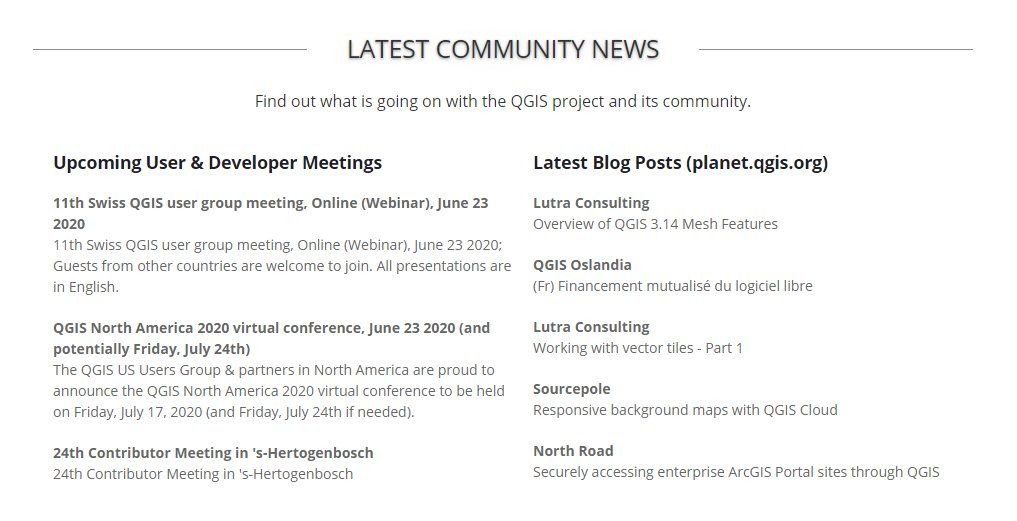 LATEST COMMUNITY NEWS
Find out what is going on with the QGIS project and its community.
Upcoming User & Developer Meetings
11th Swiss QGIS user group meeting, Online (Webinar), June 23
2020
11th Swiss QGIS user group meeting, Online (Webinar), June 23 2020;
Guests from other countries are welcome to join. All presentations are
in English.
QGIS North America 2020 virtual conference, June 23 2020 (and
potentially Friday, July 24th)
The QGIS US Users Group & partners in North America are proud to
announce the QGIS North America 2020 virtual conference to be held
on Friday, July 17, 2020 (and Friday, July 24th if needed).
24th Contributor Meeting in 's-Hertogenbosch
24th Contributor Meeting in 's-Hertogenbosch
Latest Blog Posts (planet.qgis.org)
Lutra Consulting
Overview of QGIS 3.14 Mesh Features
QGIS Oslandia
(Fr) Financement mutualisé du logiciel libre
Lutra Consulting
Working with vector tiles - Part 1
Sourcepole
Responsive background maps with QGIS Cloud
North Road
Securely accessing enterprise ArcGIS Portal sites through QGIS